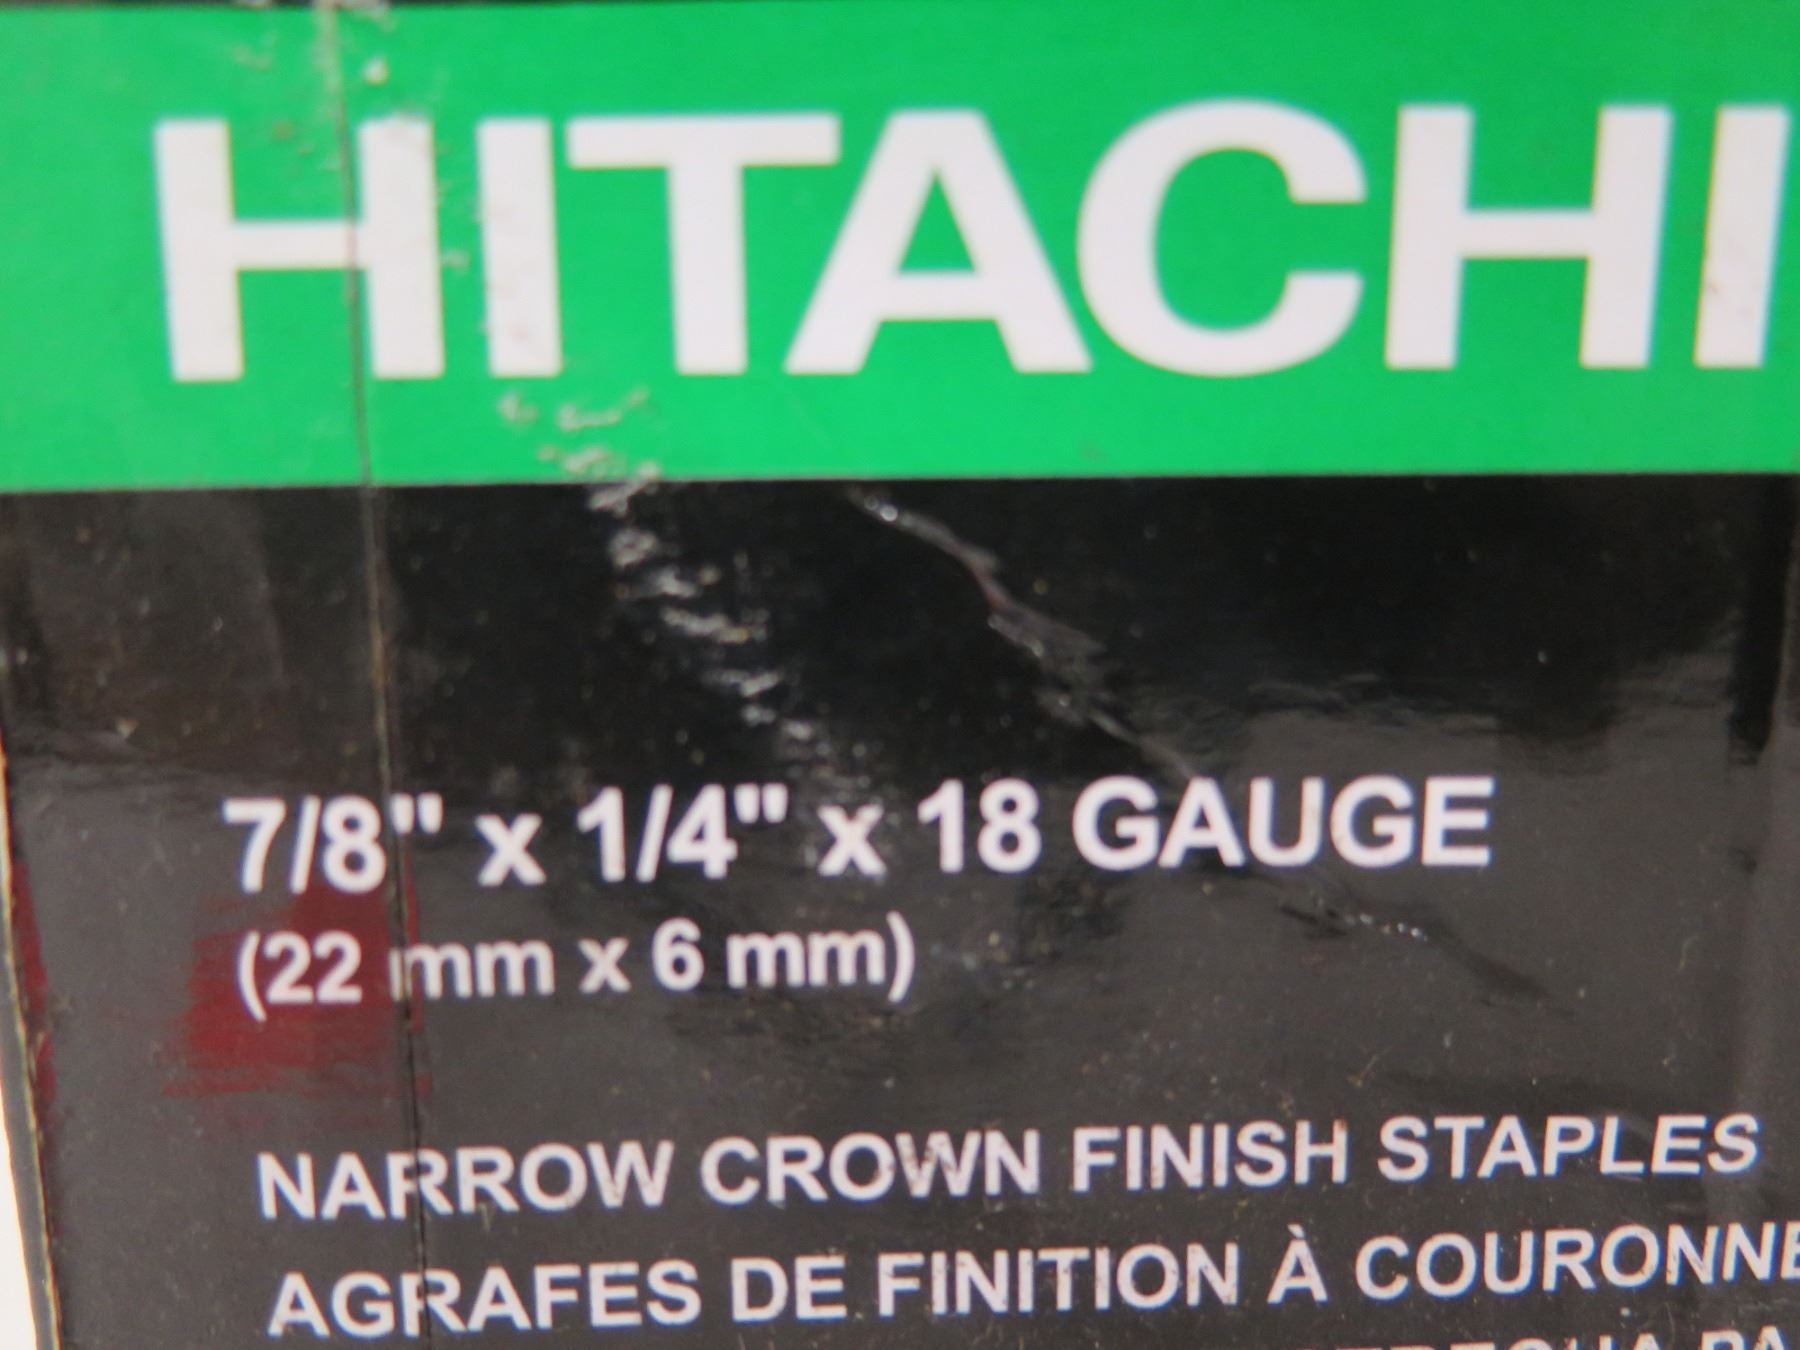 HITACHI
7/8" x 1/4" x 18 GAUGE
(22 mm x 6 mm)
NARROW CROWN FINISH STAPLES
AGRAFES DE FINITION À COURONNE